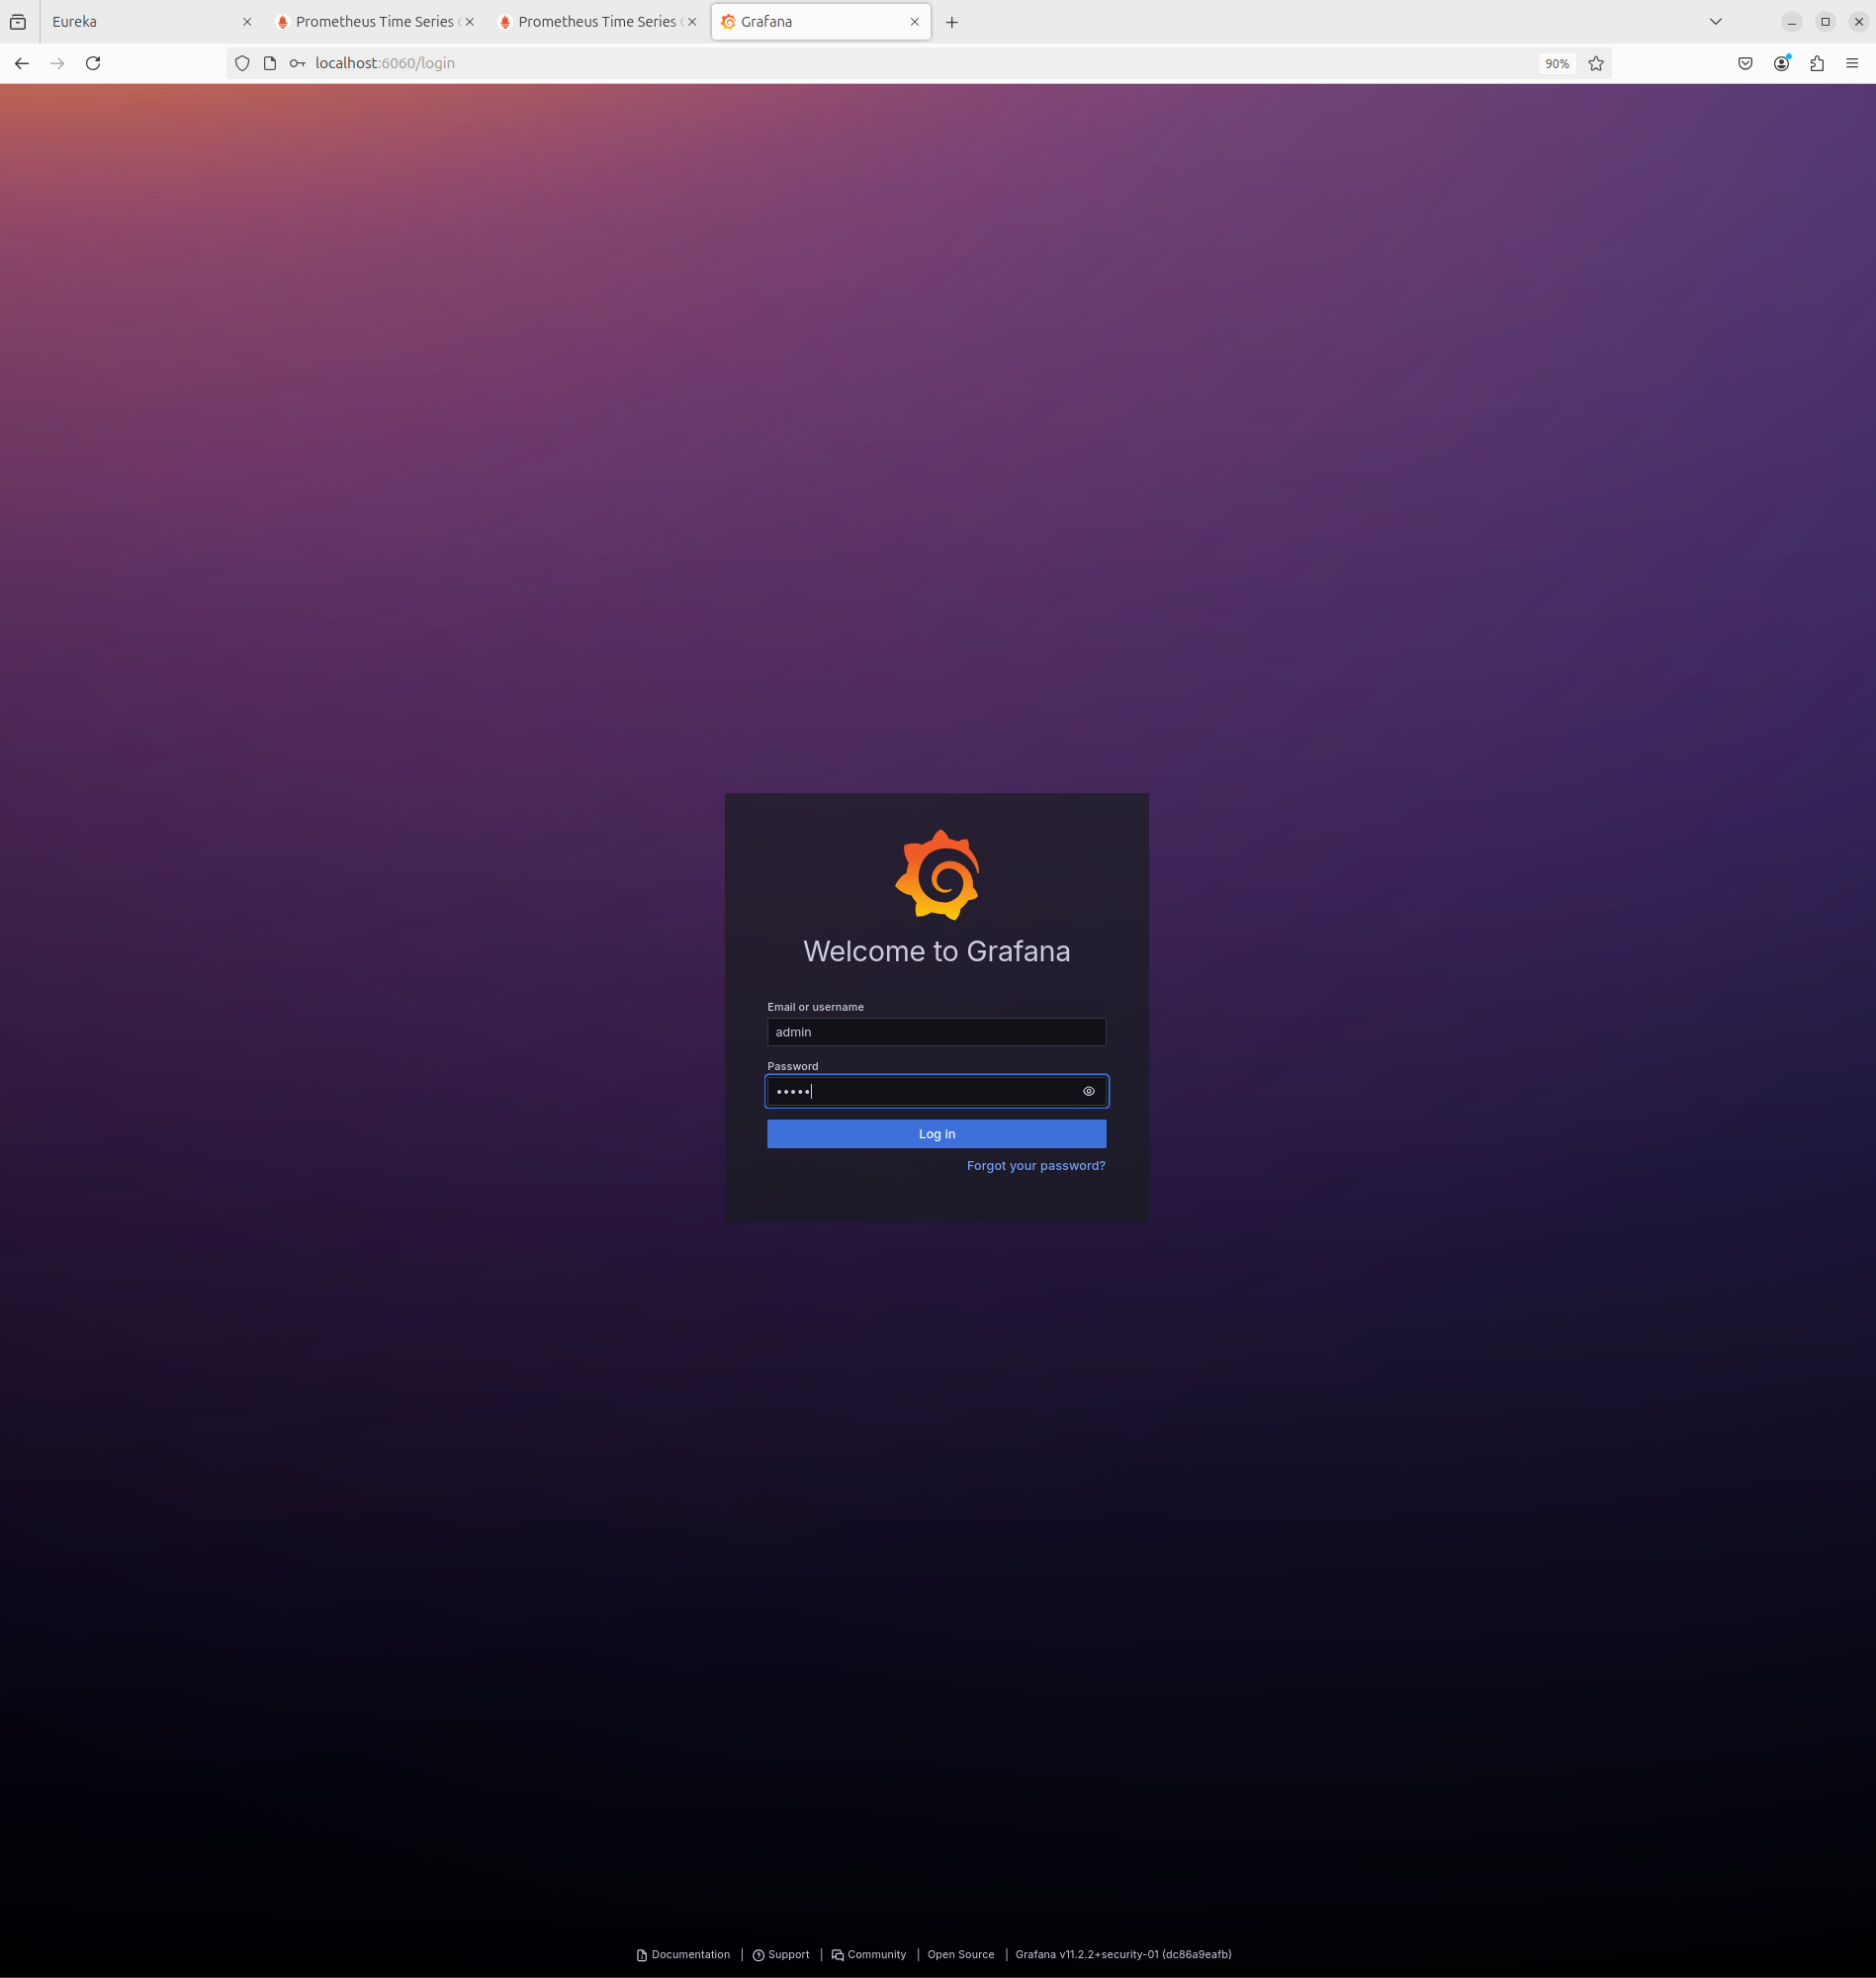 Eureka
Prometheus Time Series
Prometheus Time Series
Grafana
localhost:6060/login
90%
Welcome to Grafana
Email or username
admin
Password
•••••
Log in
Forgot your password?
Documentation | Support | Community | Open Source | Grafana v11.2.2+security-01 (dc86a9eafb)